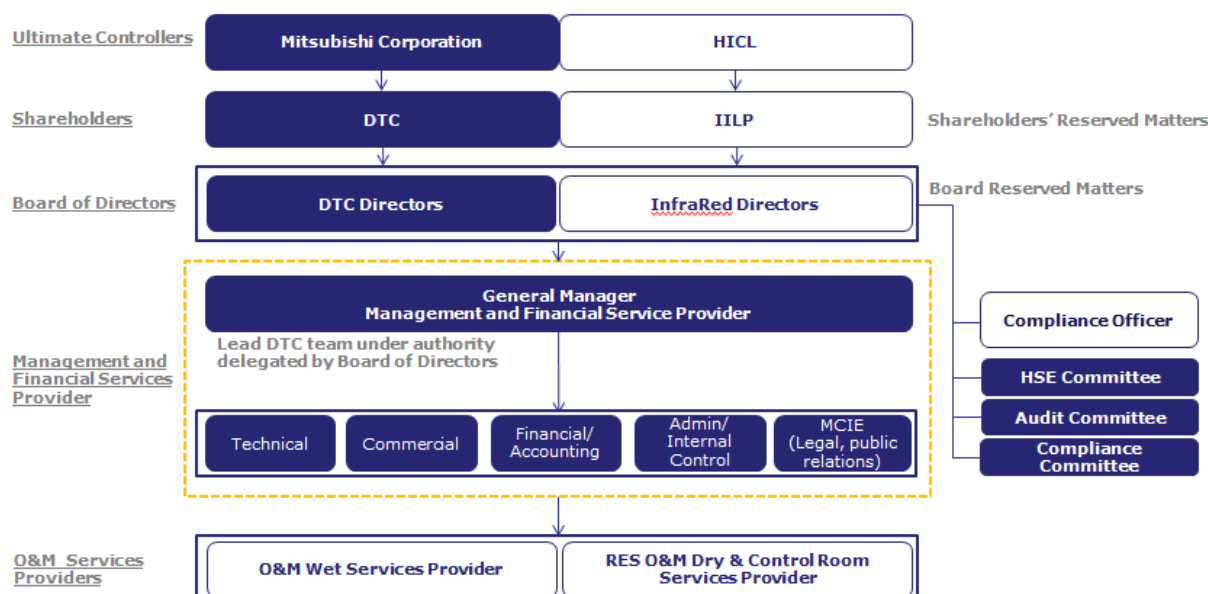 Ultimate Controllers
Mitsubishi Corporation
HICL
Shareholders
DTC
IILP
Shareholders' Reserved Matters
Board of Directors
DTC Directors
InfraRed Directors
Board Reserved Matters
General Manager
Management and Financial Service Provider
Lead DTC team under authority
delegated by Board of Directors
Management and
Financial Services
Provider
Technical
Commercial
Financial/
Accounting
Admin/
Internal
Control
MCIE
(Legal, public
relations)
Compliance Officer
HSE Committee
Audit Committee
Compliance
Committee
O&M Services
Providers
O&M Wet Services Provider
RES O&M Dry & Control Room
Services Provider